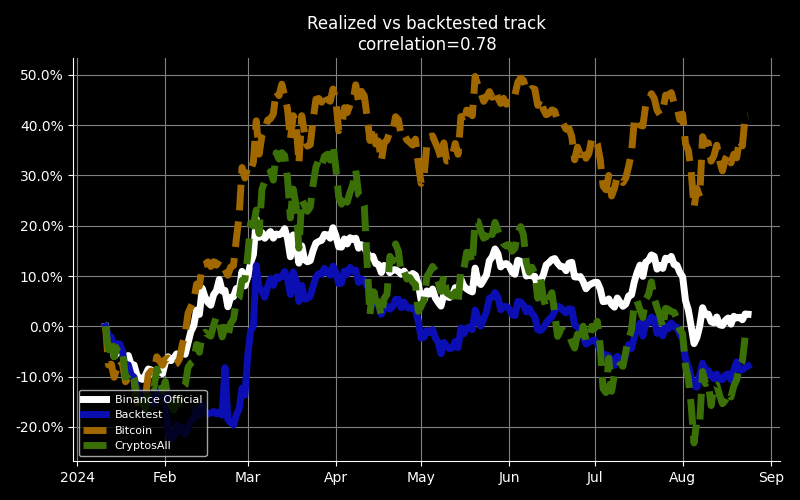 Realized vs backtested track
correlation=0.78
50.0%
40.0%
30.0%
20.0%
10.0%
0.0%
-10.0%
-20.0%
Binance Official
Backtest
Bitcoin
CryptosAll
2024 Feb Mar Apr May Jun Jul Aug Sep